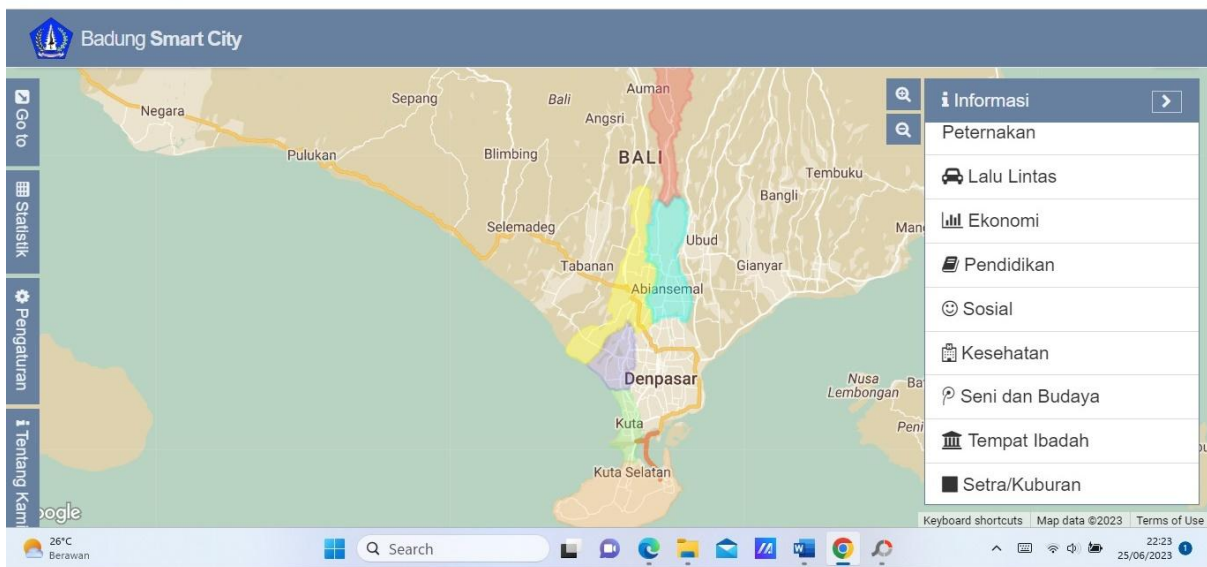 Badung Smart City
Go to
Statistik
Pengaturan
Tentang Kami
Negara
Sepang
Bali
Auman
Angsri
Pulukan
Blimbing
BALI
Tembuku
Bangli
Selemadeg
Ubud
Tabanan
Gianyar
Abiansemal
Denpasar
Nusa
Lembongan
Kuta
Kuta Selatan
Informasi
Peternakan
Lalu Lintas
Ekonomi
Pendidikan
Sosial
Kesehatan
Seni dan Budaya
Tempat Ibadah
Setra/Kuburan
Keyboard shortcuts Map data ©2023 Terms of Use
26°C
Berawan
Search
22:23
25/06/2023
1